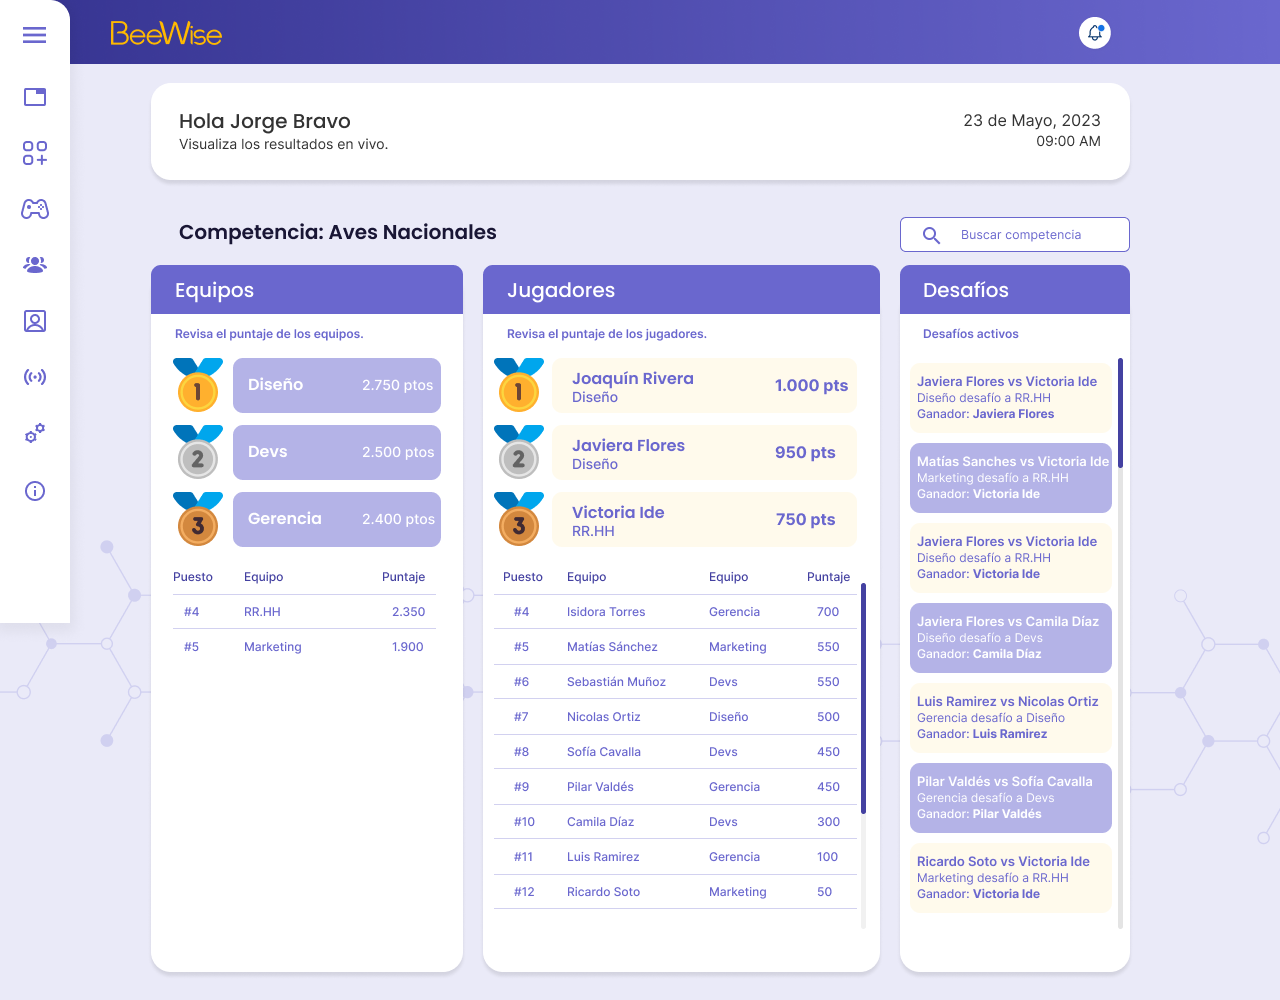 BeeWise
Hola Jorge Bravo
Visualiza los resultados en vivo.
23 de Mayo, 2023
09:00 AM
Competencia: Aves Nacionales
Buscar competencia
Equipos
Revisa el puntaje de los equipos.
1 Diseño 2.750 ptos
2 Devs 2.500 ptos
3 Gerencia 2.400 ptos
Puesto Equipo Puntaje
#4 RR.HH 2.350
#5 Marketing 1.900
Jugadores
Revisa el puntaje de los jugadores.
1 Joaquín Rivera 1.000 pts
Diseño
2 Javiera Flores 950 pts
Diseño
3 Victoria Ide 750 pts
RR.HH
Puesto Equipo Equipo Puntaje
#4 Isidora Torres Gerencia 700
#5 Matías Sánchez Marketing 550
#6 Sebastián Muñoz Devs 550
#7 Nicolas Ortiz Diseño 500
#8 Sofía Cavalla Devs 450
#9 Pilar Valdés Gerencia 450
#10 Camila Díaz Devs 300
#11 Luis Ramirez Gerencia 100
#12 Ricardo Soto Marketing 50
Desafíos
Desafíos activos
Javiera Flores vs Victoria Ide
Diseño desafío a RR.HH
Ganador: Javiera Flores
Matías Sanches vs Victoria Ide
Marketing desafío a RR.HH
Ganador: Victoria Ide
Javiera Flores vs Victoria Ide
Diseño desafío a RR.HH
Ganador: Victoria Ide
Javiera Flores vs Camila Díaz
Diseño desafío a Devs
Ganador: Camila Díaz
Luis Ramirez vs Nicolas Ortiz
Gerencia desafío a Diseño
Ganador: Luis Ramirez
Pilar Valdés vs Sofía Cavalla
Gerencia desafío a Devs
Ganador: Pilar Valdés
Ricardo Soto vs Victoria Ide
Marketing desafío a RR.HH
Ganador: Victoria Ide